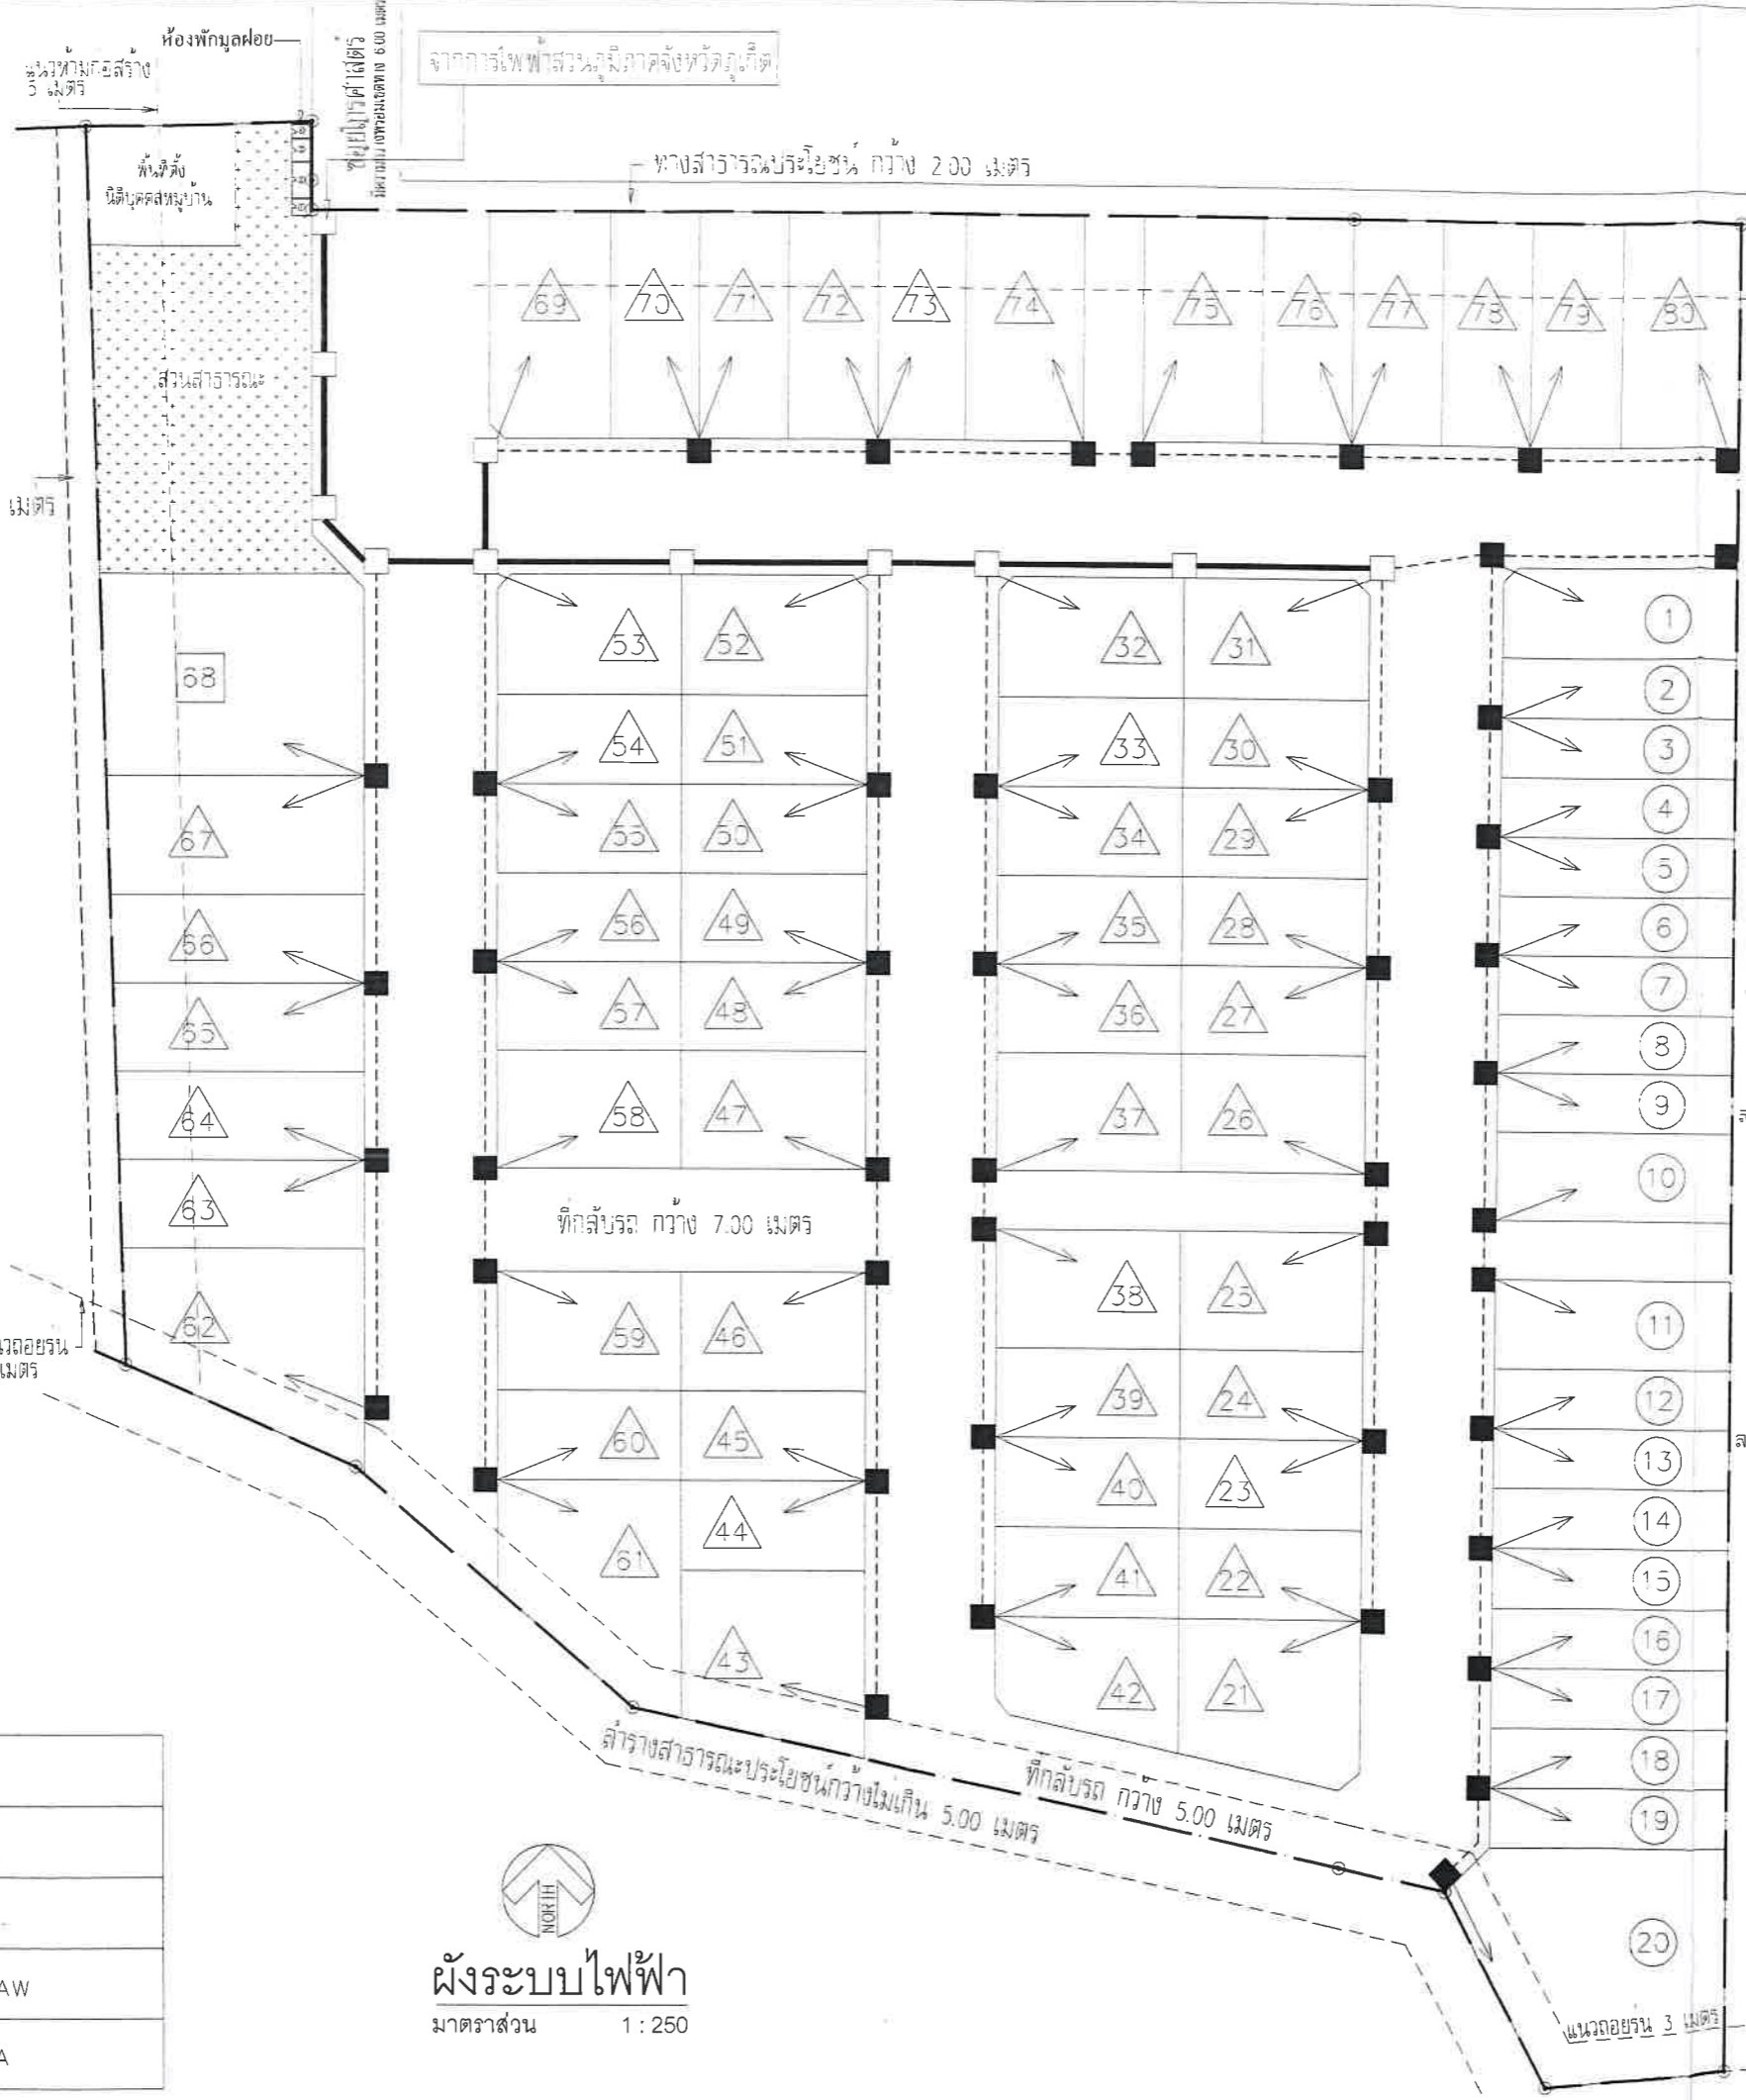 ห้องพักมูลฝอย
แนวห้ามก่อสร้าง
3 เมตร
จากการไฟฟ้าส่วนภูมิภาคจังหวัดภูเก็ต
ทางสาธารณประโยชน์ กว้าง 2.00 เมตร
พื้นที่ตั้ง
นิติบุคคลหมู่บ้าน
สวนสาธารณะ
เมตร
69 70 71 72 73 74 75 76 77 78 79 80
53 52 32 31 1
68 2
54 51 33 30 3
67 55 50 34 29 4
5
66 56 49 35 28 6
65 57 48 36 27 7
8
64 58 47 37 26 9
63 10
ที่กลับรถ กว้าง 7.00 เมตร
62 59 46 38 25 11
เมตร
60 45 39 24 12
61 44 40 23 13
14
41 22 15
43 42 21 16
17
18
19
20
ที่กลับรถ กว้าง 5.00 เมตร
ลำรางสาธารณะประโยชน์กว้างไม่เกิน 5.00 เมตร
NORTH
ผังระบบไฟฟ้า
มาตราส่วน 1 : 250
แนวถอยร่น 3 เมตร
AW
A